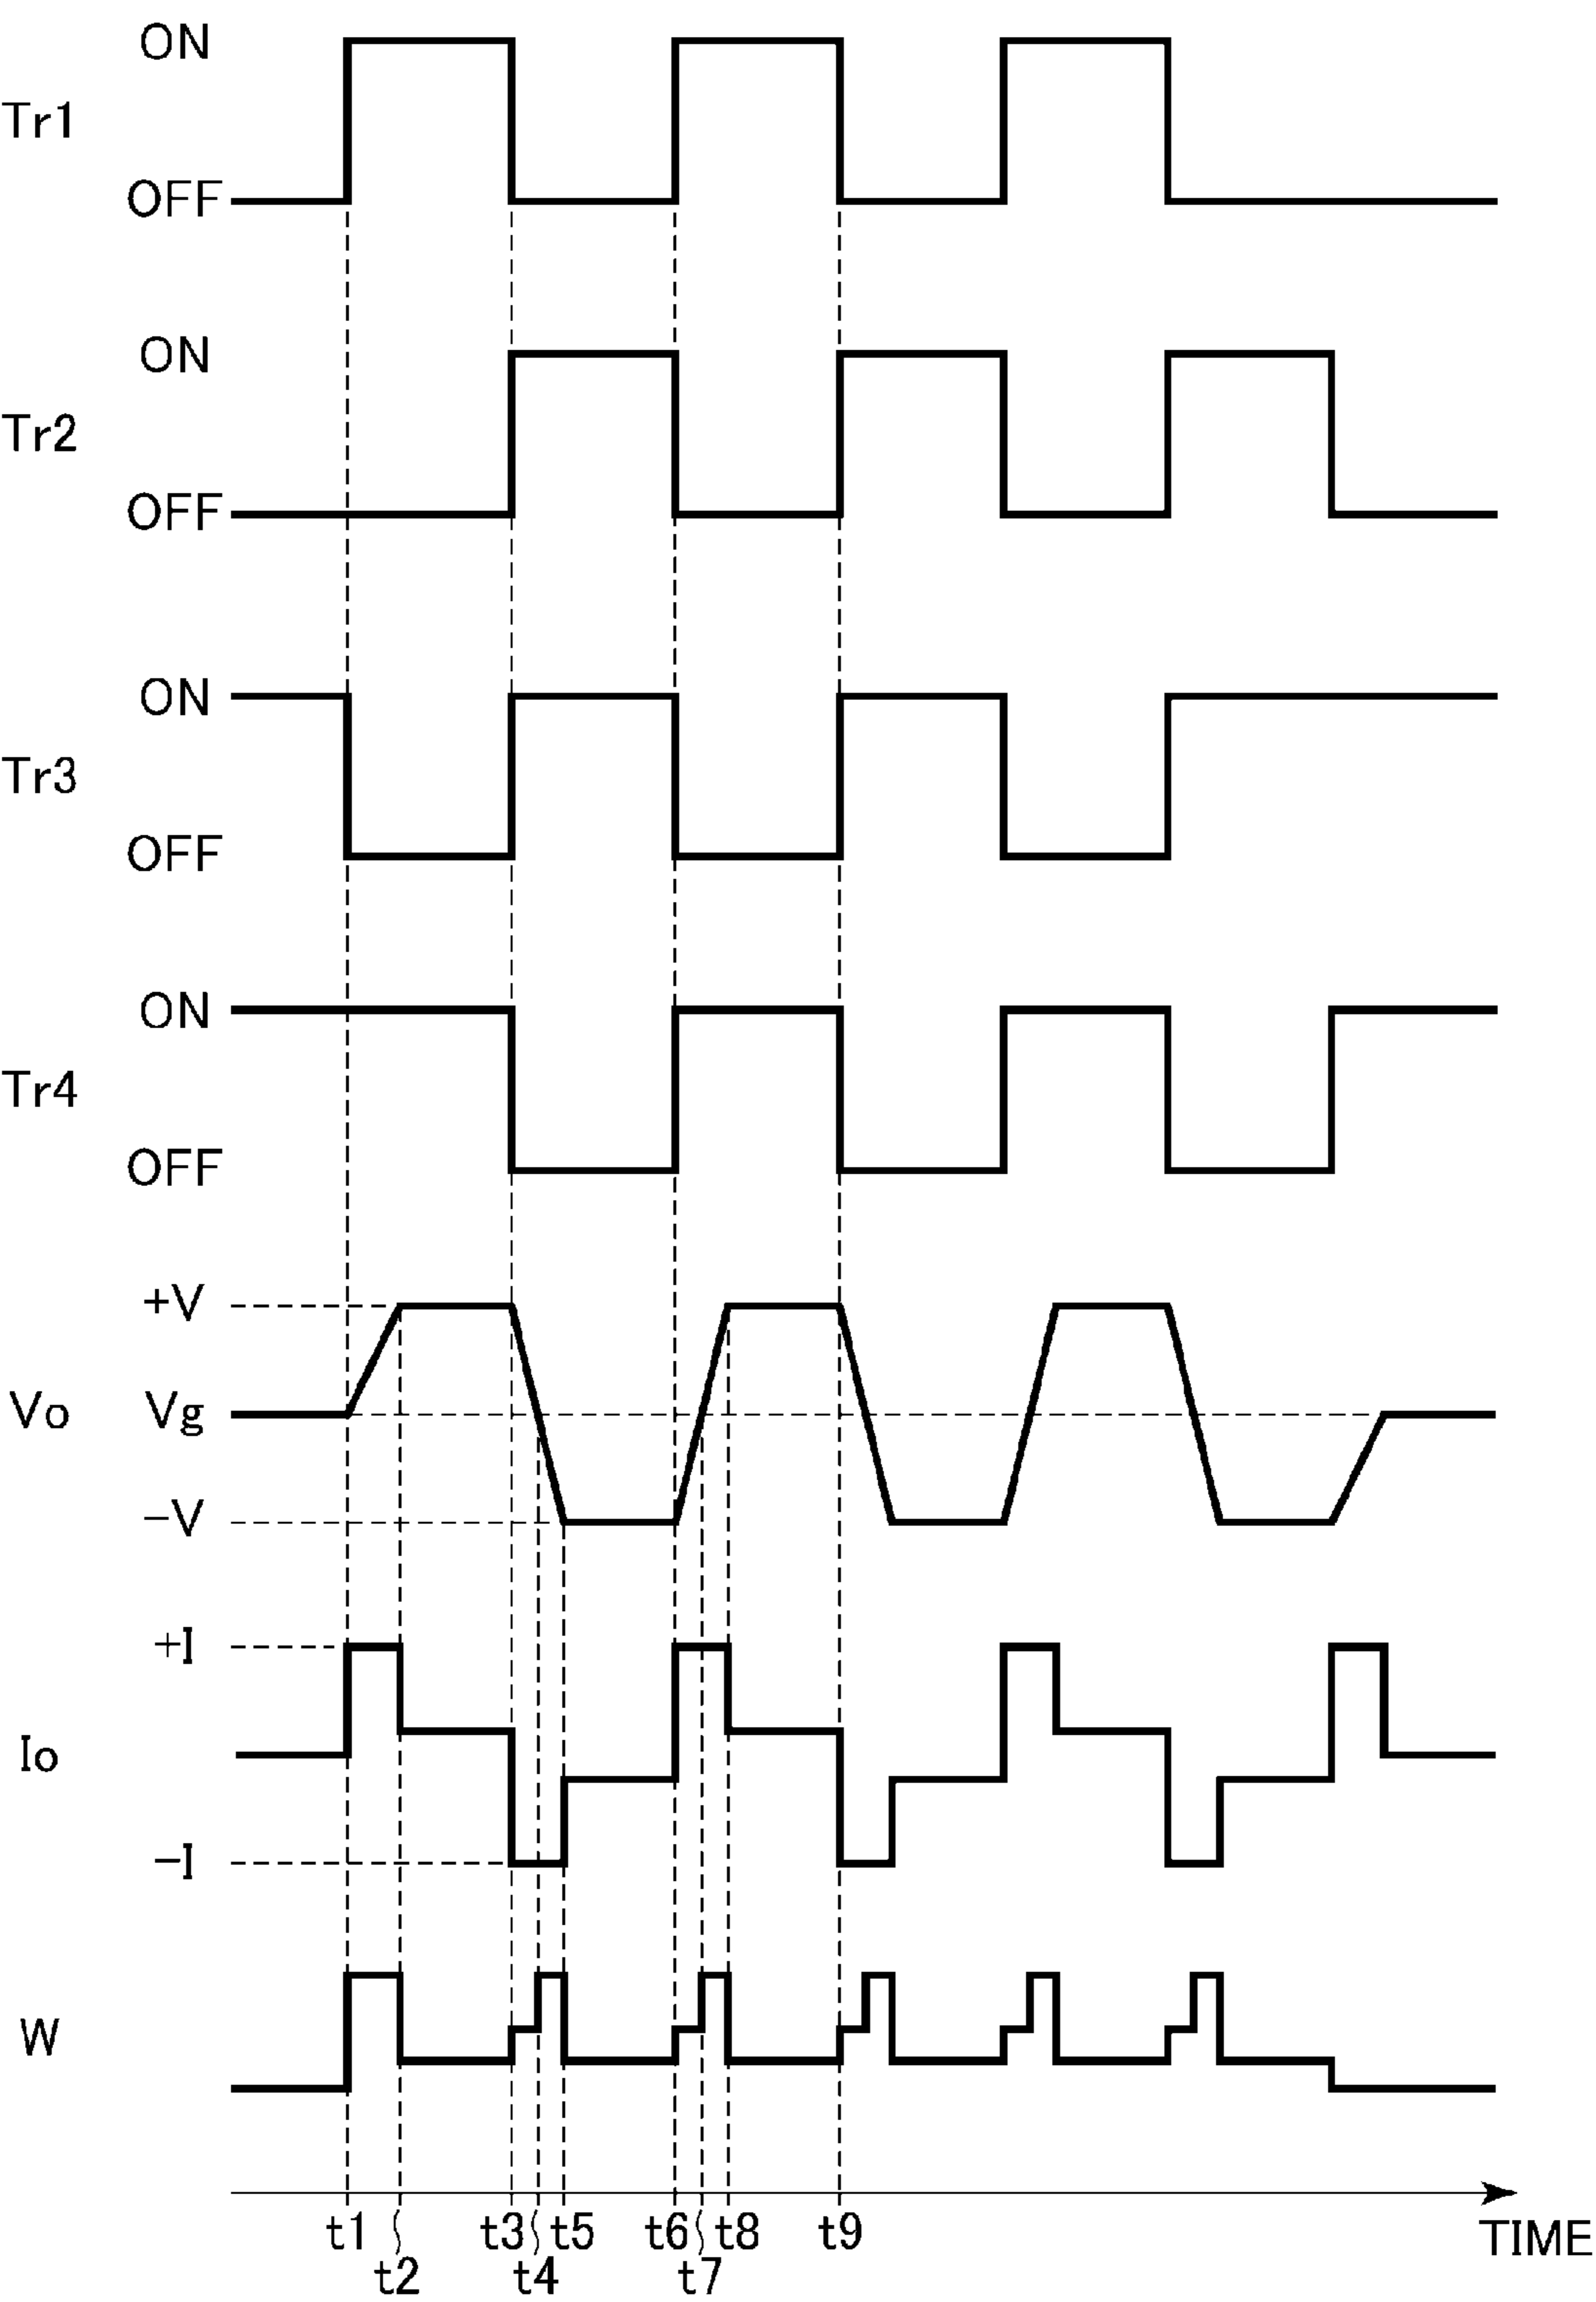 ON
Tr1
OFF
ON
Tr2
OFF
ON
Tr3
OFF
ON
Tr4
OFF
+V
Vo Vg
−V
+I
Io
−I
W
t1 t2 t3 t4 t5 t6 t7 t8 t9
TIME